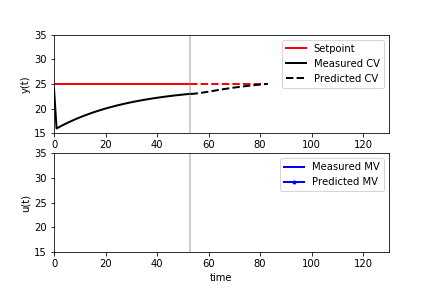 35
30
25
20
15
y(t)
Setpoint
Measured CV
Predicted CV
0 20 40 60 80 100 120
35
30
25
20
15
u(t)
Measured MV
Predicted MV
0 20 40 60 80 100 120
time